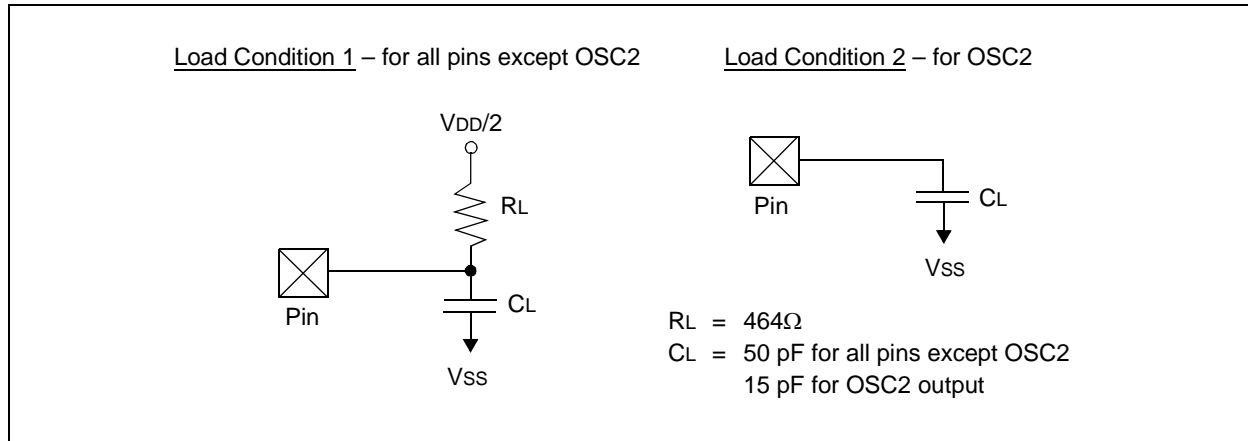 Load Condition 1 – for all pins except OSC2
Load Condition 2 – for OSC2
VDD/2
RL
Pin
CL
VSS
Pin
CL
VSS
RL = 464Ω
CL = 50 pF for all pins except OSC2
15 pF for OSC2 output